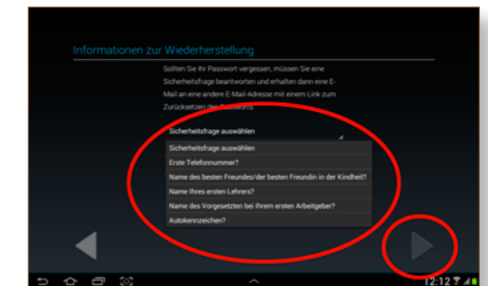 Informationen zur Wiederherstellung
Sollten Sie Ihr Passwort vergessen, müssen Sie eine
Sicherheitsfrage beantworten und erhalten dann eine E-
Mail an eine andere E-Mail-Adresse mit einem Link zum
Zurücksetzen des Passworts.
Sicherheitsfrage auswählen
Sicherheitsfrage auswählen
Erste Telefonnummer?
Name des besten Freundes/der besten Freundin in der Kindheit?
Name Ihres ersten Lehrers?
Name des Vorgesetzten bei Ihrem ersten Arbeitgeber?
Autokennzeichen?
12:12